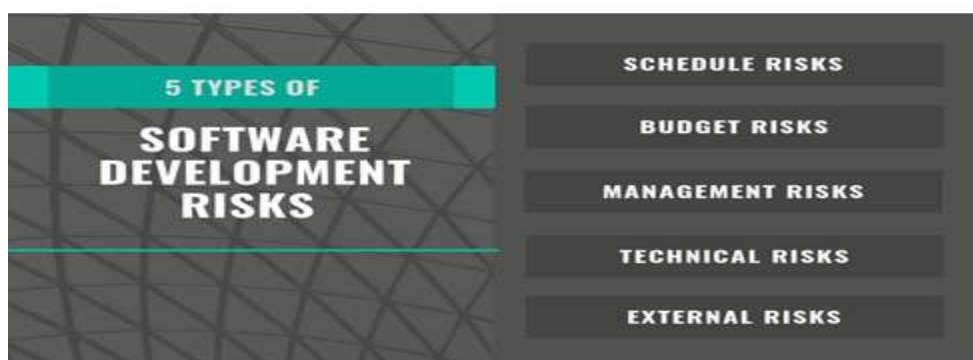 5 TYPES OF
SOFTWARE
DEVELOPMENT
RISKS
SCHEDULE RISKS
BUDGET RISKS
MANAGEMENT RISKS
TECHNICAL RISKS
EXTERNAL RISKS